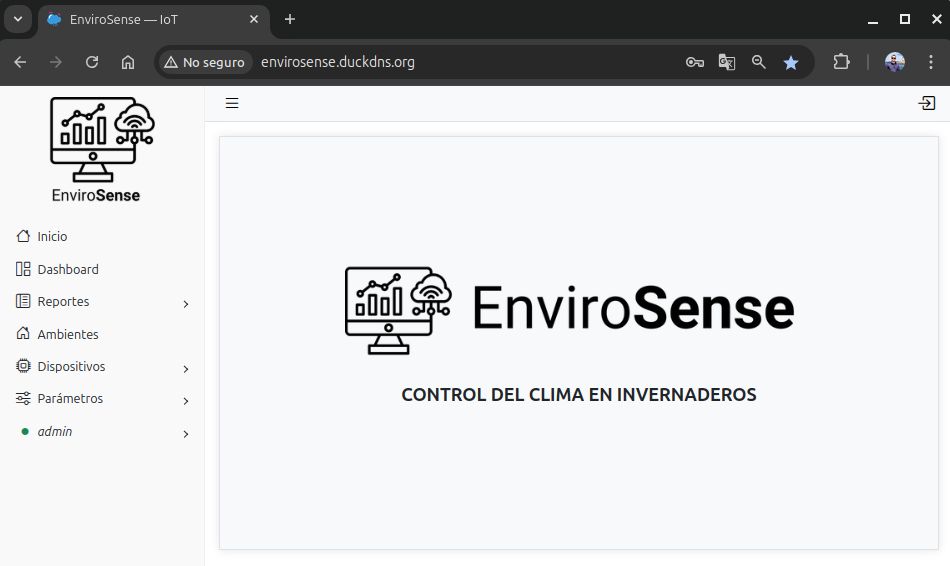 EnviroSense — IoT
No seguro
envirosense.duckdns.org
EnviroSense
Inicio
Dashboard
Reportes
Ambientes
Dispositivos
Parámetros
admin
EnviroSense
CONTROL DEL CLIMA EN INVERNADEROS